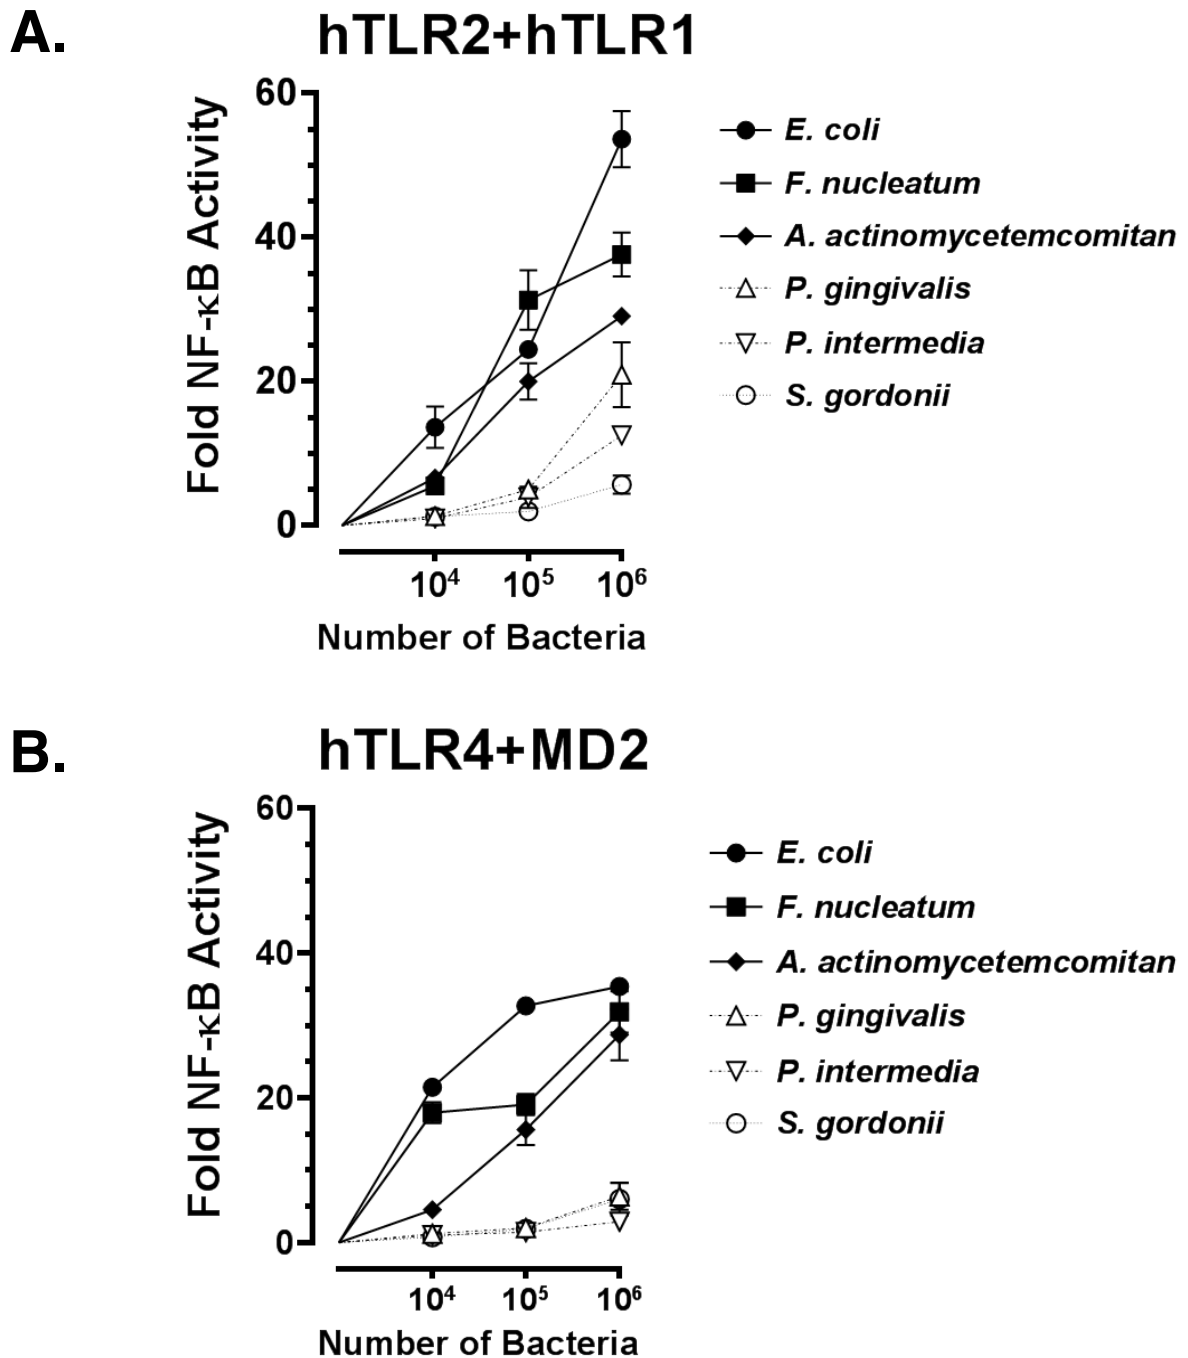 A.
hTLR2+hTLR1
Fold NF-κB Activity
60
40
20
0
10⁴ 10⁵ 10⁶
Number of Bacteria
E. coli
F. nucleatum
A. actinomycetemcomitan
P. gingivalis
P. intermedia
S. gordonii
B.
hTLR4+MD2
Fold NF-κB Activity
60
40
20
0
10⁴ 10⁵ 10⁶
Number of Bacteria
E. coli
F. nucleatum
A. actinomycetemcomitan
P. gingivalis
P. intermedia
S. gordonii